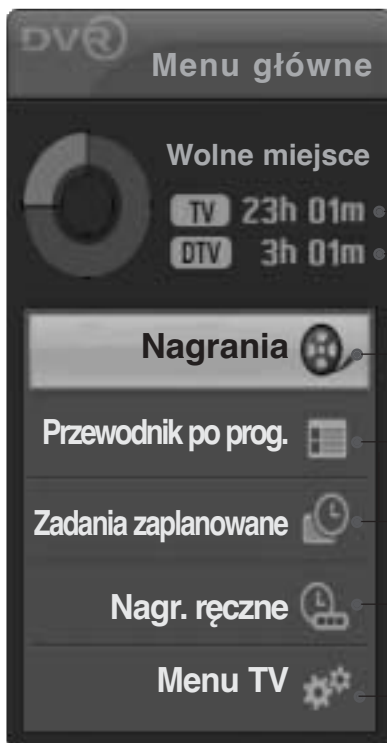 DVR
Menu główne
Wolne miejsce
TV 23h 01m
DTV 3h 01m
Nagrania
Przewodnik po prog.
Zadania zaplanowane
Nagr. ręczne
Menu TV